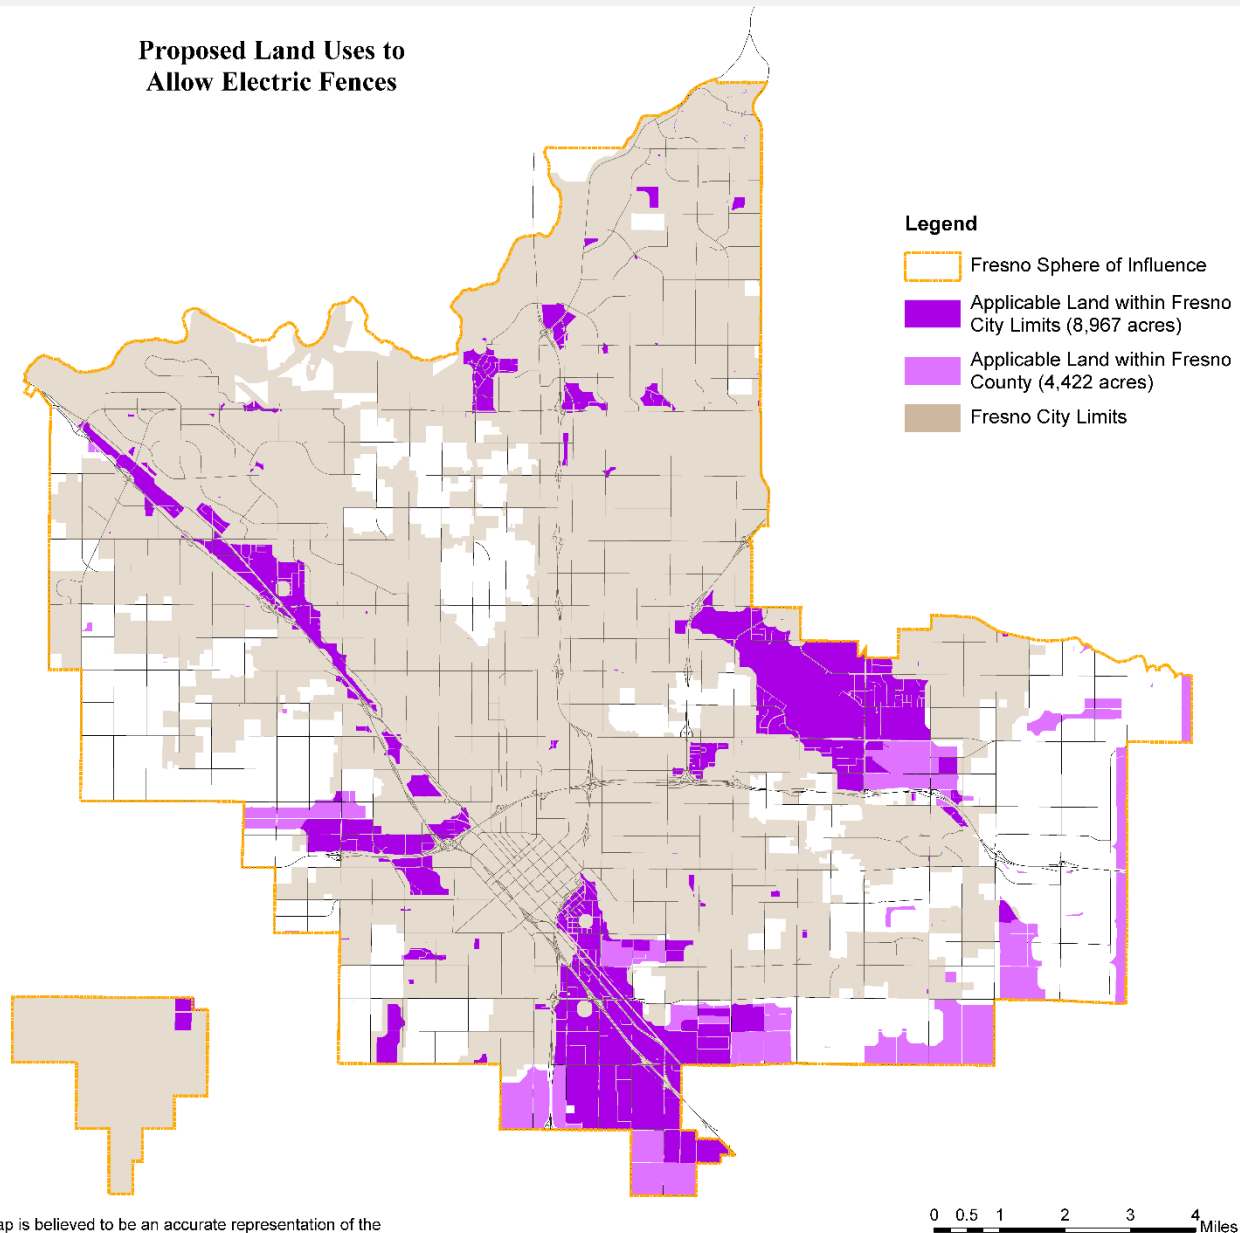 Proposed Land Uses to
Allow Electric Fences
Legend
Fresno Sphere of Influence
Applicable Land within Fresno
City Limits (8,967 acres)
Applicable Land within Fresno
County (4,422 acres)
Fresno City Limits
is believed to be an accurate representation of the
0 0.5 1 2 3 4
Miles